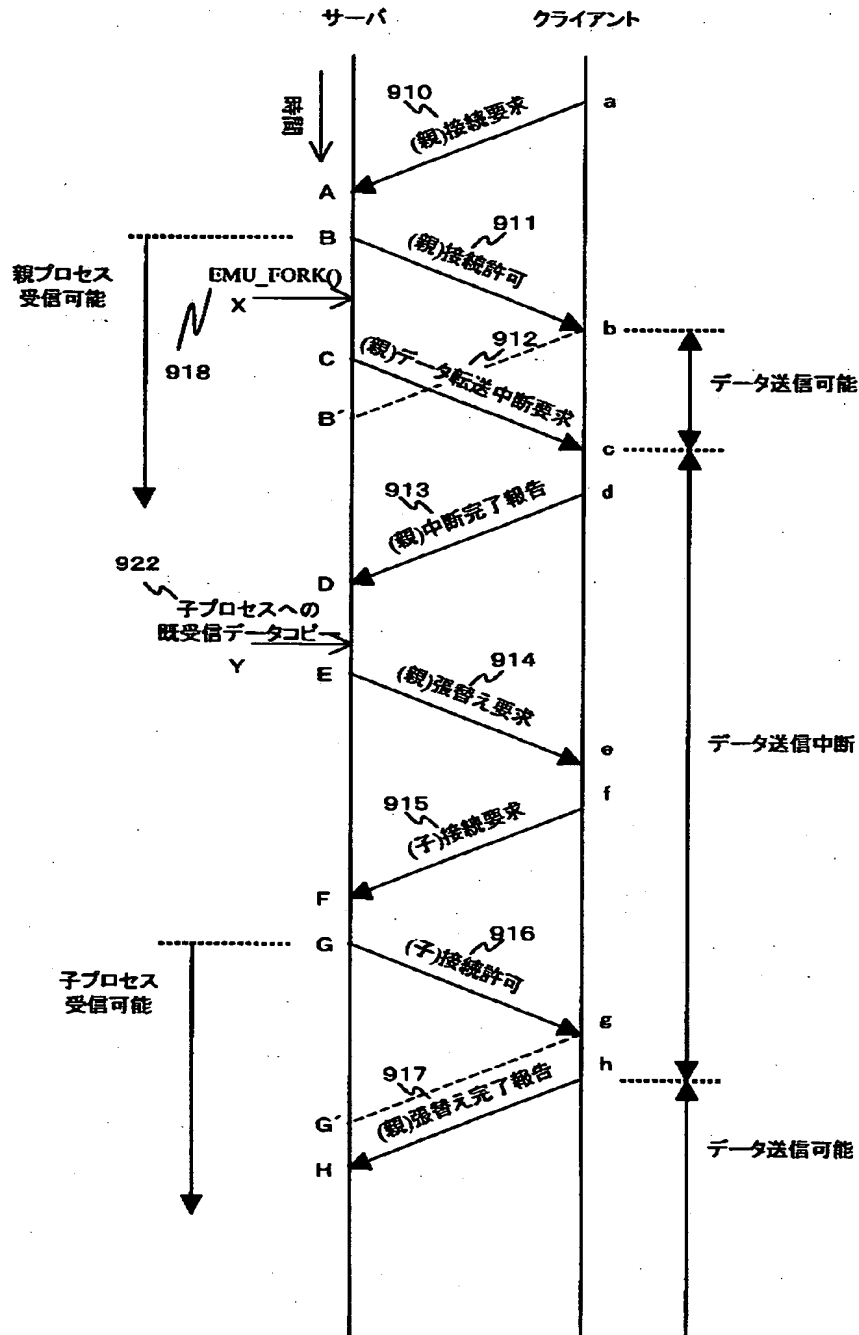 サーバ
クライアント
時間
910
a
(親)接続要求
A
B
911
(親)接続許可
親プロセス
受信可能
EMU_FORK()
X
918
b
912
C
(親)データ転送中断要求
データ送信可能
B´
c
913
d
(親)中断完了報告
922
D
子プロセスへの
既受信データコピー
Y
E
914
(親)張替え要求
e
データ送信中断
f
915
(子)接続要求
F
G
916
(子)接続許可
子プロセス
受信可能
g
h
917
G´
(親)張替え完了報告
H
データ送信可能